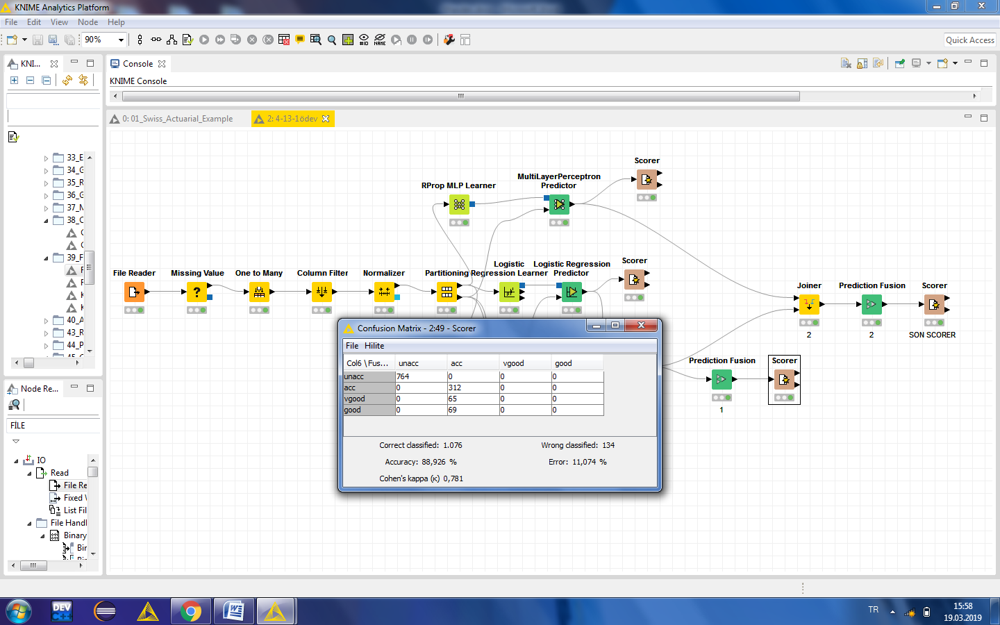 KNIME Analytics Platform
File Edit View Node Help
90%
#ID
NAME
Quick Access
KNI...
Console
KNIME Console
0: 01_Swiss_Actuarial_Example
2: 4-13-1ödev
33_E
34_G
35_R
36_G
37_N
38_C
39_F
40_A
43_R
44_P
Scorer
MultiLayerPerceptron
Predictor
RProp MLP Learner
Scorer
File Reader
Missing Value
One to Many
Column Filter
Normalizer
Partitioning
Logistic
Regression Learner
Logistic Regression
Predictor
Joiner
2
Prediction Fusion
2
Scorer
SON SCORER
Prediction Fusion
1
Scorer
Confusion Matrix - 2:49 - Scorer
File Hilite
Col6 \ Fus... unacc acc vgood good
unacc 764 0 0 0
acc 0 312 0 0
vgood 0 65 0 0
good 0 69 0 0
Correct classified: 1.076 Wrong classified: 134
Accuracy: 88,926 % Error: 11,074 %
Cohen's kappa (κ) 0,781
Node Re...
FİLE
IO
Read
File Re
Fixed
List Fil
File Handl
Binary
Bin
DEV
C++
TR
15:58
19.03.2019